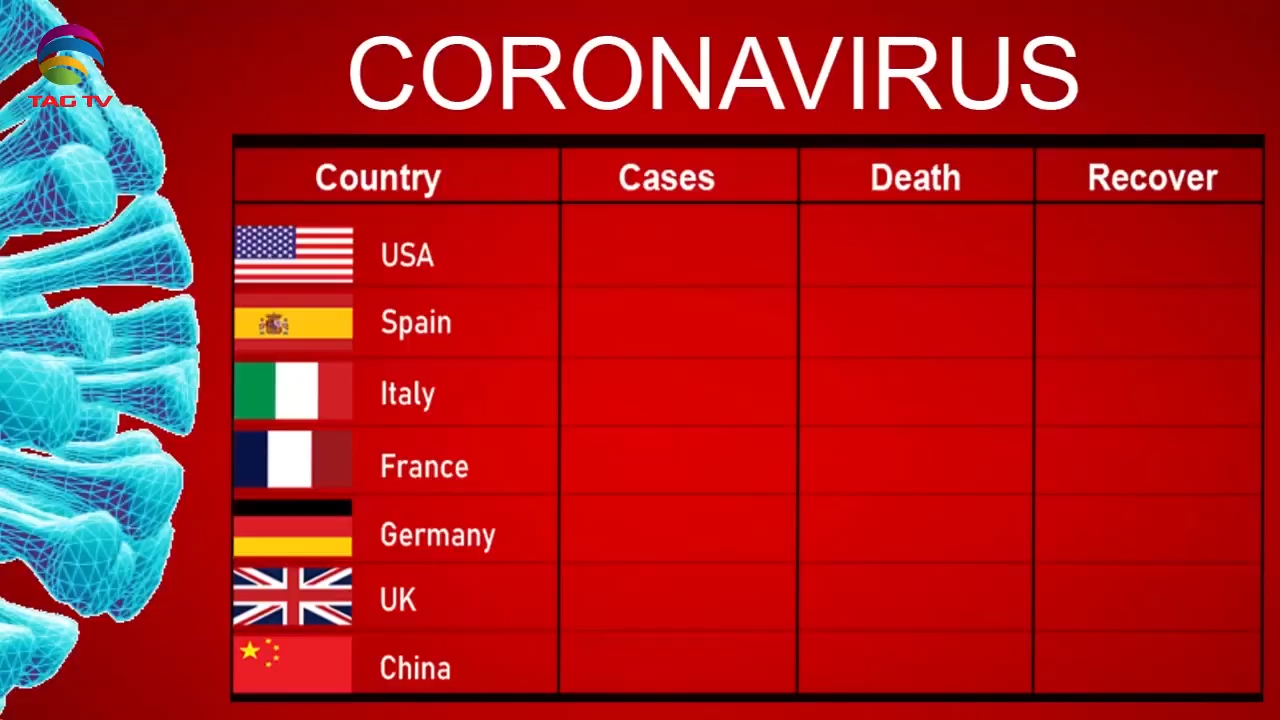 TAG TV
CORONAVIRUS
Country Cases Death Recover
USA
Spain
Italy
France
Germany
UK
China